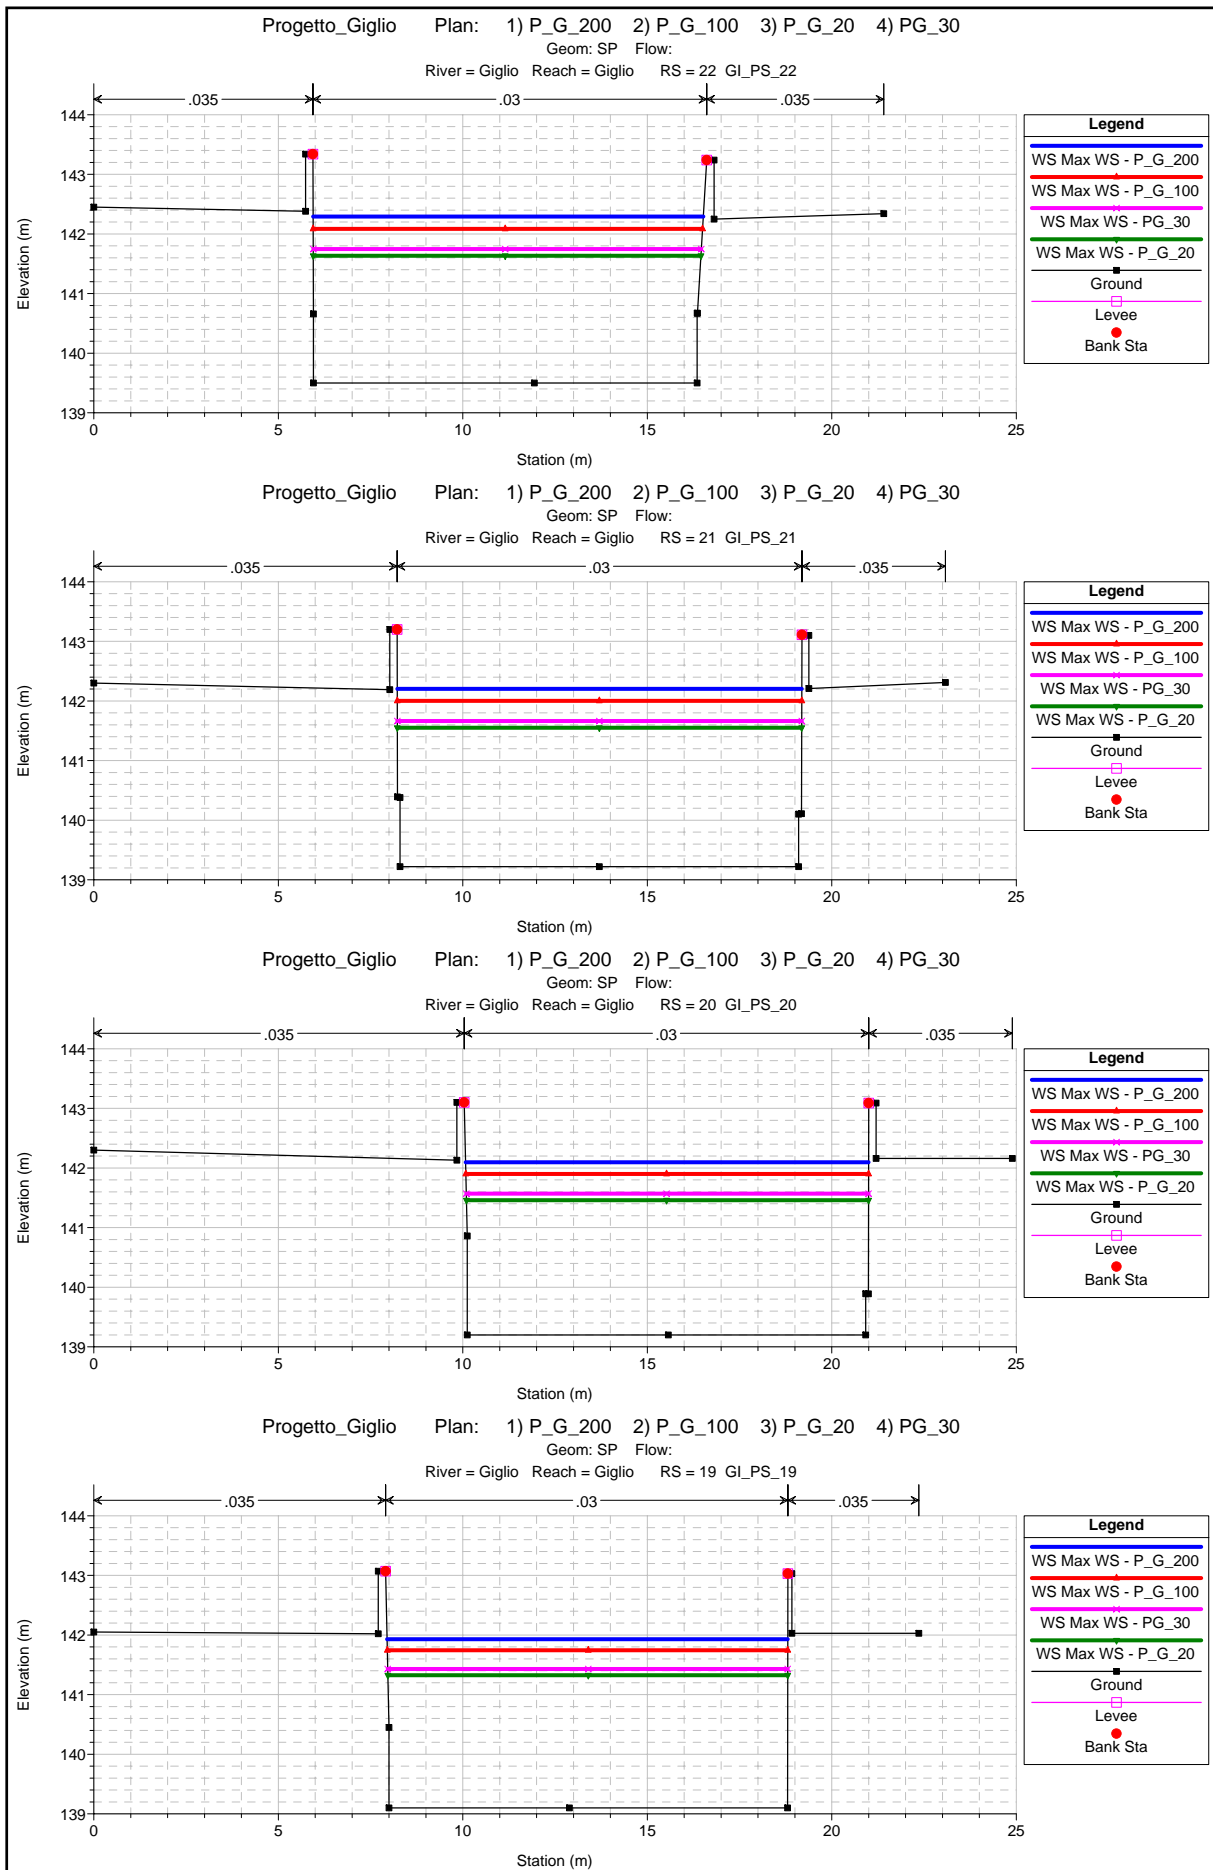 Progetto_Giglio Plan: 1) P_G_200 2) P_G_100 3) P_G_20 4) PG_30
Geom: SP Flow:
River = Giglio Reach = Giglio RS = 22 GI_PS_22
.035 .03 .035
144
143
142
141
140
139
Elevation (m)
0 5 10 15 20 25
Station (m)
Legend
WS Max WS - P_G_200
WS Max WS - P_G_100
WS Max WS - PG_30
WS Max WS - P_G_20
Ground
Levee
Bank Sta
Progetto_Giglio Plan: 1) P_G_200 2) P_G_100 3) P_G_20 4) PG_30
Geom: SP Flow:
River = Giglio Reach = Giglio RS = 21 GI_PS_21
.035 .03 .035
144
143
142
141
140
139
Elevation (m)
0 5 10 15 20 25
Station (m)
Legend
WS Max WS - P_G_200
WS Max WS - P_G_100
WS Max WS - PG_30
WS Max WS - P_G_20
Ground
Levee
Bank Sta
Progetto_Giglio Plan: 1) P_G_200 2) P_G_100 3) P_G_20 4) PG_30
Geom: SP Flow:
River = Giglio Reach = Giglio RS = 20 GI_PS_20
.035 .03 .035
144
143
142
141
140
139
Elevation (m)
0 5 10 15 20 25
Station (m)
Legend
WS Max WS - P_G_200
WS Max WS - P_G_100
WS Max WS - PG_30
WS Max WS - P_G_20
Ground
Levee
Bank Sta
Progetto_Giglio Plan: 1) P_G_200 2) P_G_100 3) P_G_20 4) PG_30
Geom: SP Flow:
River = Giglio Reach = Giglio RS = 19 GI_PS_19
.035 .03 .035
144
143
142
141
140
139
Elevation (m)
0 5 10 15 20 25
Station (m)
Legend
WS Max WS - P_G_200
WS Max WS - P_G_100
WS Max WS - PG_30
WS Max WS - P_G_20
Ground
Levee
Bank Sta